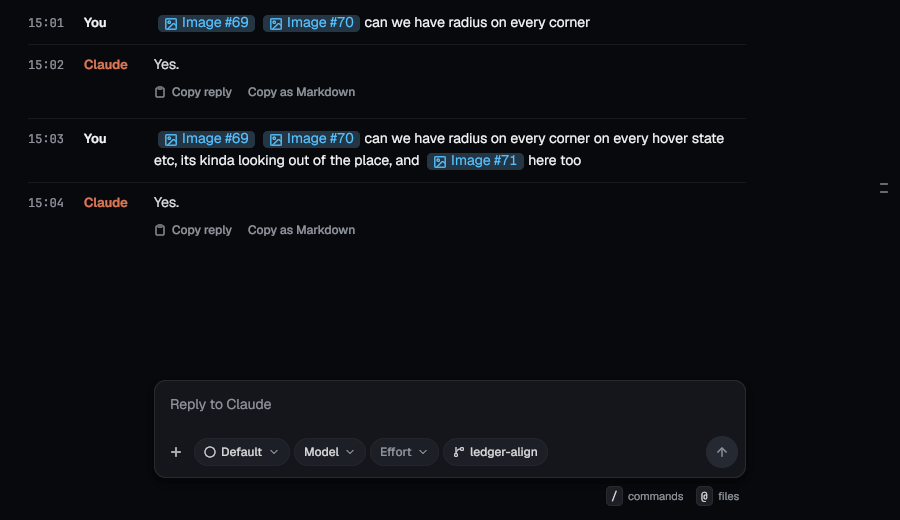 15:01 You Image #69 Image #70 can we have radius on every corner
15:02 Claude Yes.
Copy reply Copy as Markdown
15:03 You Image #69 Image #70 can we have radius on every corner on every hover state
etc, its kinda looking out of the place, and Image #71 here too
15:04 Claude Yes.
Copy reply Copy as Markdown
Reply to Claude
+ Default Model Effort ledger-align
/ commands @ files